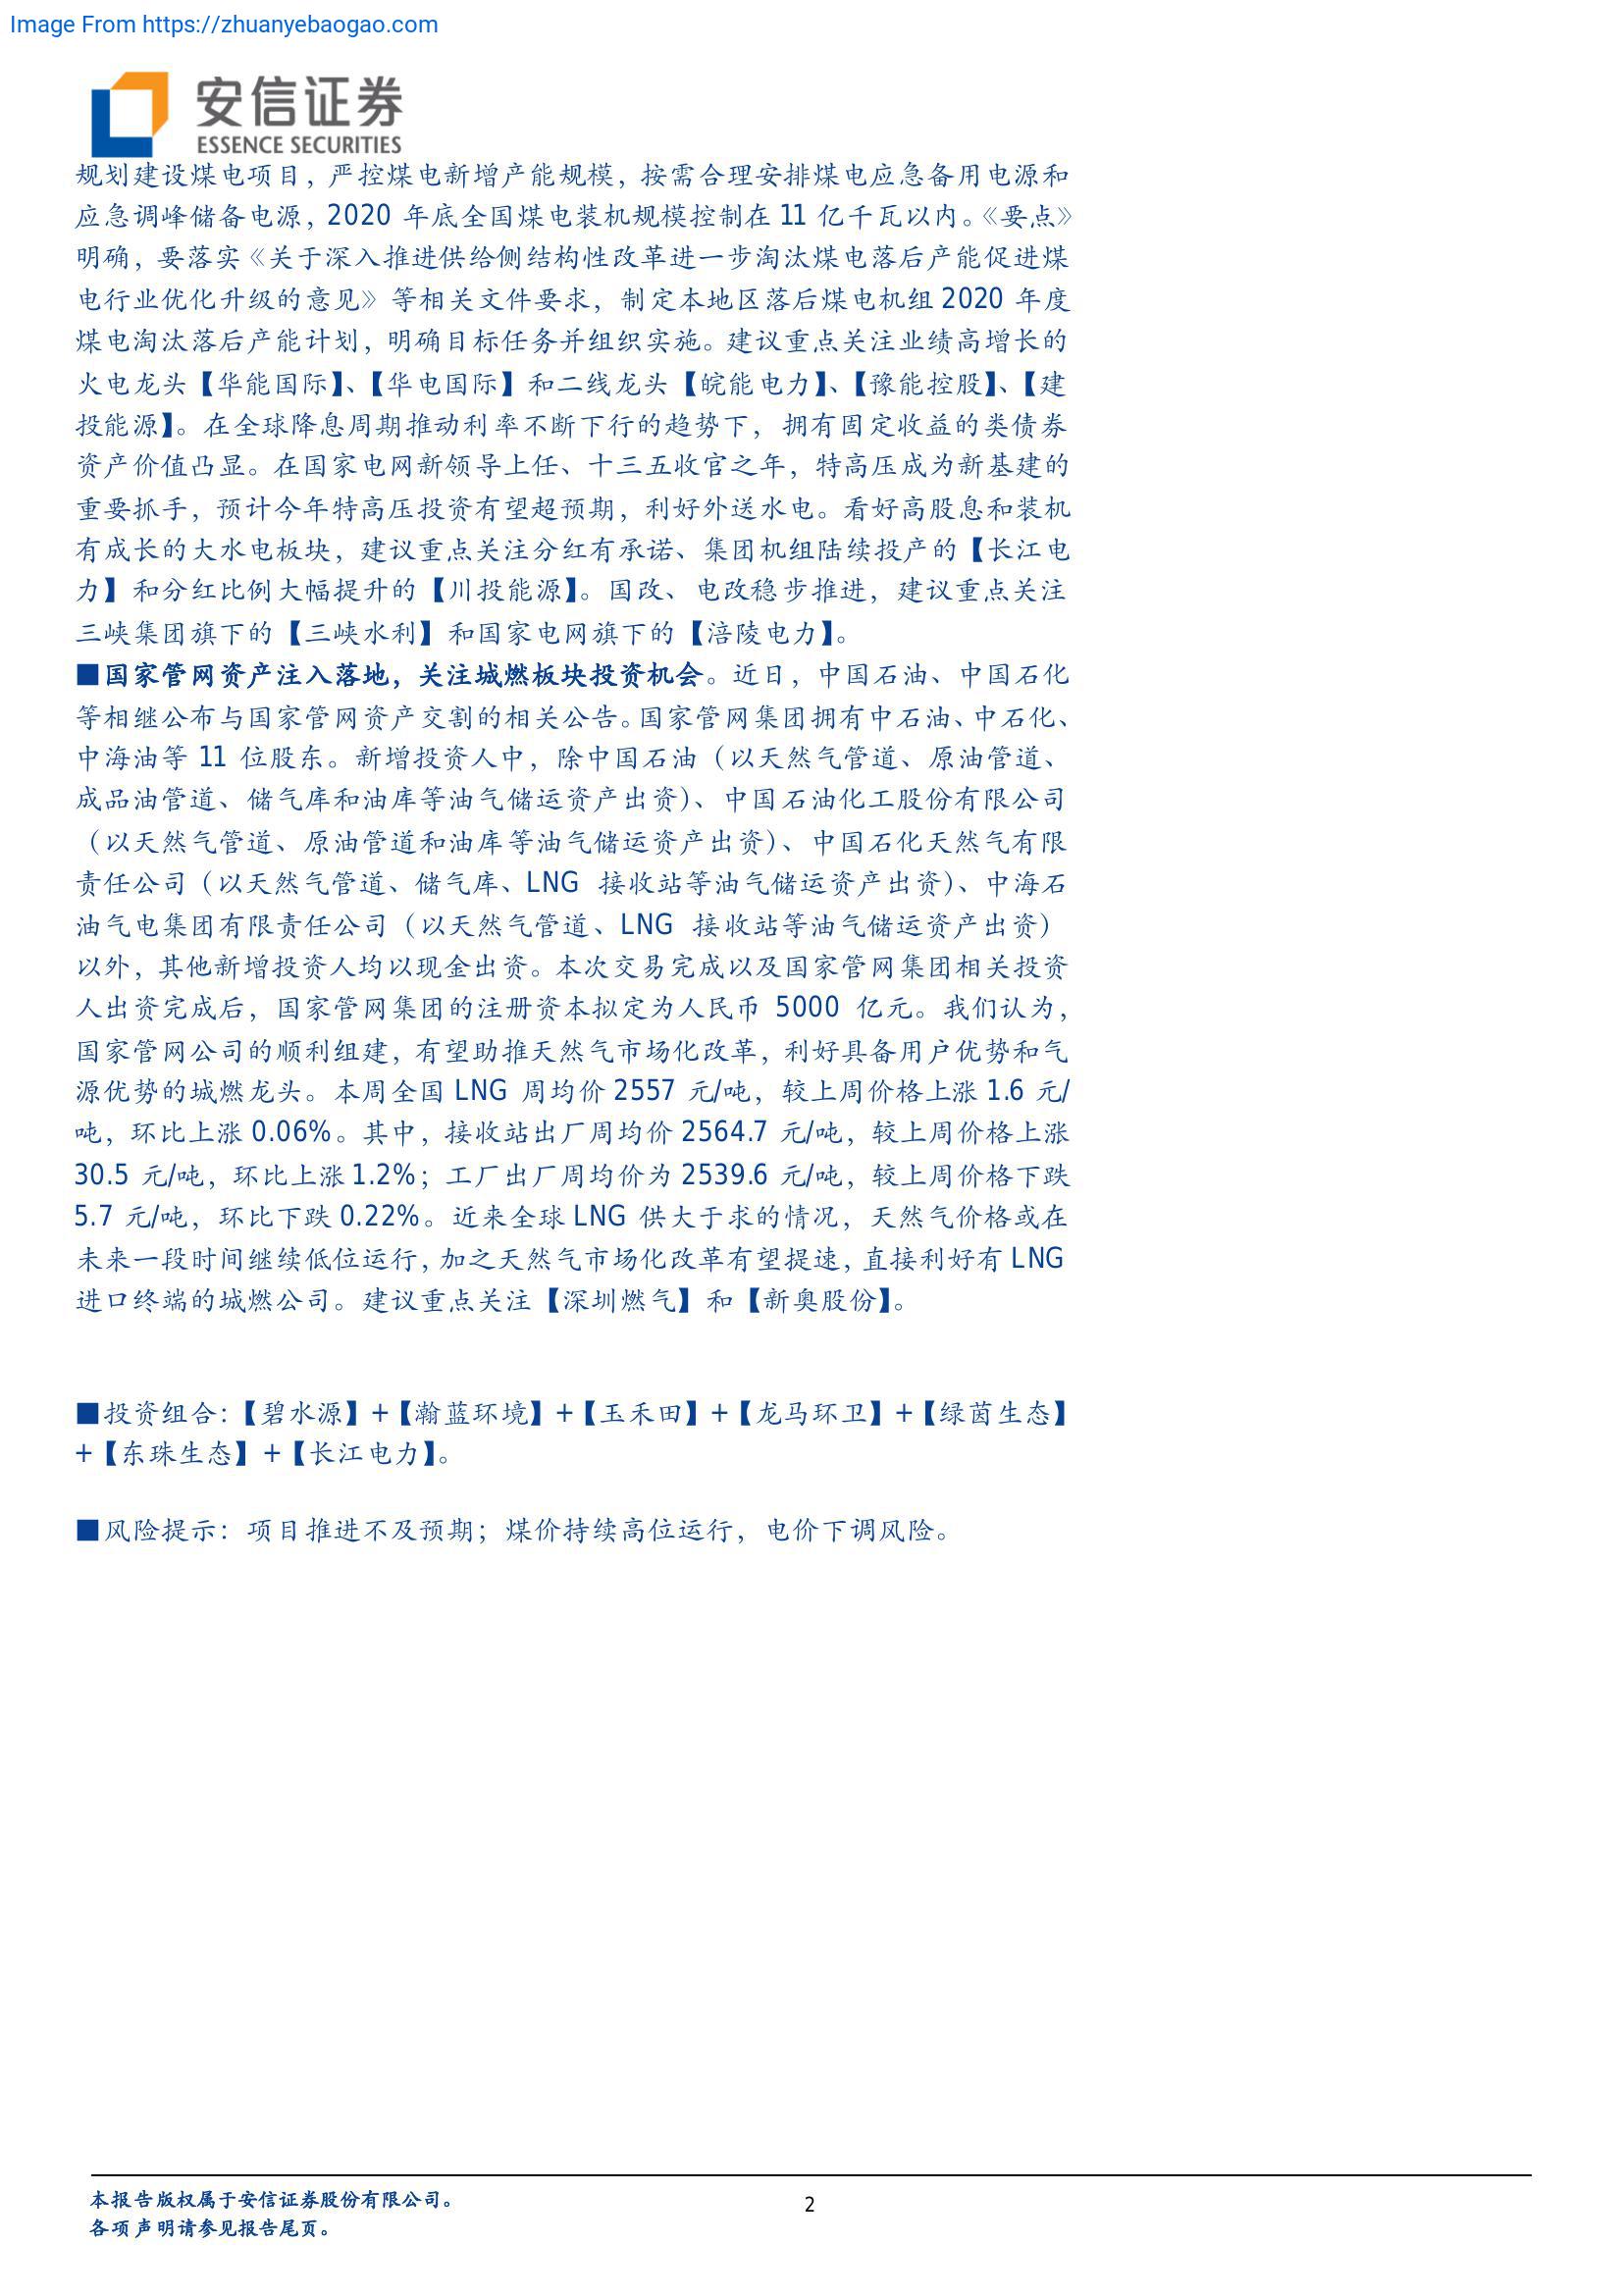 Image From https://zhuanyebaogao.com
安信证券
ESSENCE SECURITIES
规划建设煤电项目，严控煤电新增产能规模，按需合理安排煤电应急备用电源和
应急调峰储备电源，2020 年底全国煤电装机规模控制在 11 亿千瓦以内。《要点》
明确，要落实《关于深入推进供给侧结构性改革进一步淘汰煤电落后产能促进煤
电行业优化升级的意见》等相关文件要求，制定本地区落后煤电机组 2020 年度
煤电淘汰落后产能计划，明确目标任务并组织实施。建议重点关注业绩高增长的
火电龙头【华能国际】、【华电国际】和二线龙头【皖能电力】、【豫能控股】、【建
投能源】。在全球降息周期推动利率不断下行的趋势下，拥有固定收益的类债券
资产价值凸显。在国家电网新领导上任、十三五收官之年，特高压成为新基建的
重要抓手，预计今年特高压投资有望超预期，利好外送水电。看好高股息和装机
有成长的大水电板块，建议重点关注分红有承诺、集团机组陆续投产的【长江电
力】和分红比例大幅提升的【川投能源】。国改、电改稳步推进，建议重点关注
三峡集团旗下的【三峡水利】和国家电网旗下的【涪陵电力】。
■国家管网资产注入落地，关注城燃板块投资机会。近日，中国石油、中国石化
等相继公布与国家管网资产交割的相关公告。国家管网集团拥有中石油、中石化、
中海油等 11 位股东。新增投资人中，除中国石油（以天然气管道、原油管道、
成品油管道、储气库和油库等油气储运资产出资）、中国石油化工股份有限公司
（以天然气管道、原油管道和油库等油气储运资产出资）、中国石化天然气有限
责任公司（以天然气管道、储气库、LNG 接收站等油气储运资产出资）、中海石
油气电集团有限责任公司（以天然气管道、LNG 接收站等油气储运资产出资）
以外，其他新增投资人均以现金出资。本次交易完成以及国家管网集团相关投资
人出资完成后，国家管网集团的注册资本拟定为人民币 5000 亿元。我们认为，
国家管网公司的顺利组建，有望助推天然气市场化改革，利好具备用户优势和气
源优势的城燃龙头。本周全国 LNG 周均价 2557 元/吨，较上周价格上涨 1.6 元/
吨，环比上涨 0.06%。其中，接收站出厂周均价 2564.7 元/吨，较上周价格上涨
30.5 元/吨，环比上涨 1.2%；工厂出厂周均价为 2539.6 元/吨，较上周价格下跌
5.7 元/吨，环比下跌 0.22%。近来全球 LNG 供大于求的情况，天然气价格或在
未来一段时间继续低位运行，加之天然气市场化改革有望提速，直接利好有 LNG
进口终端的城燃公司。建议重点关注【深圳燃气】和【新奥股份】。
■投资组合：【碧水源】+【瀚蓝环境】+【玉禾田】+【龙马环卫】+【绿茵生态】
+【东珠生态】+【长江电力】。
■风险提示：项目推进不及预期；煤价持续高位运行，电价下调风险。
本报告版权属于安信证券股份有限公司。
各项声明请参见报告尾页。
2